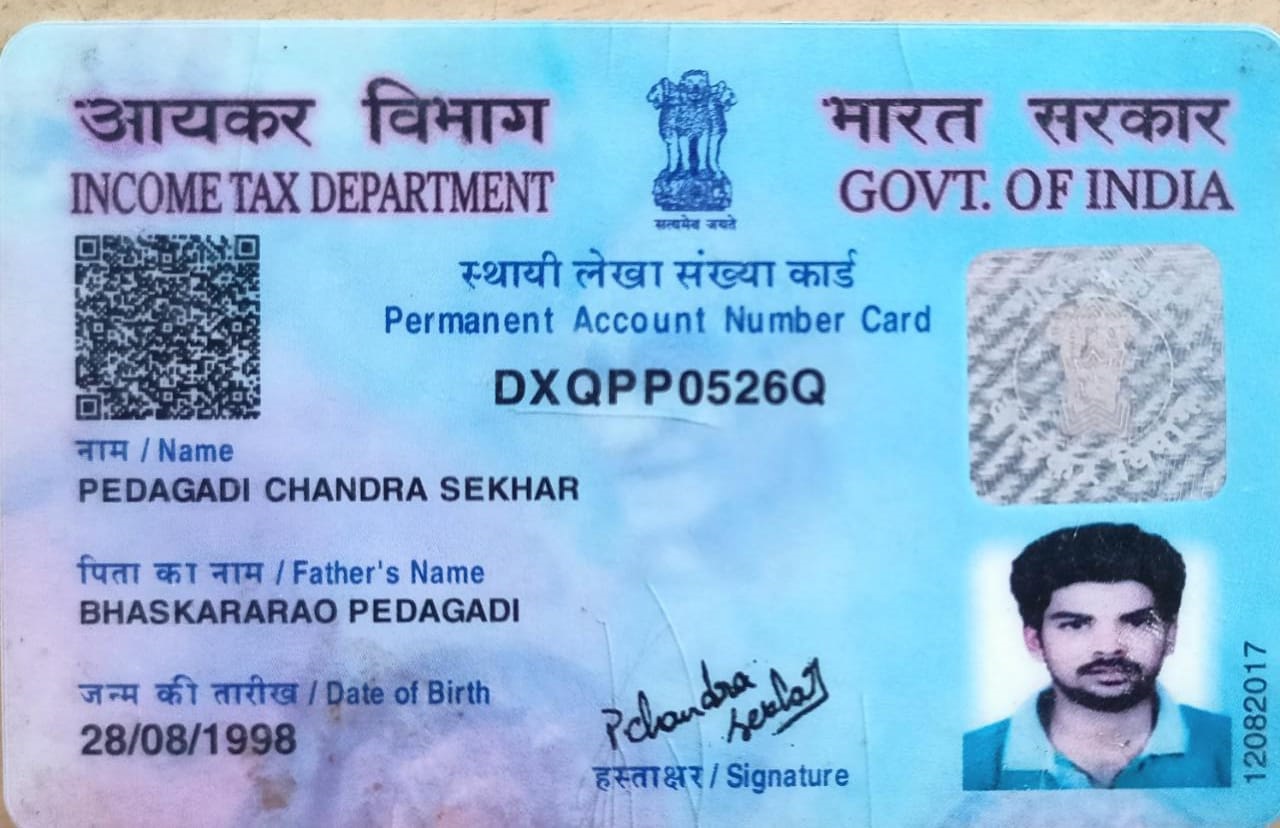 आयकर विभाग
INCOME TAX DEPARTMENT
सत्यमेव जयते
भारत सरकार
GOVT. OF INDIA
स्थायी लेखा संख्या कार्ड
Permanent Account Number Card
DXQPP0526Q
नाम / Name
PEDAGADI CHANDRA SEKHAR
पिता का नाम / Father's Name
BHASKARARAO PEDAGADI
जन्म की तारीख / Date of Birth
28/08/1998
P chandra
sekhar
हस्ताक्षर / Signature
12082017